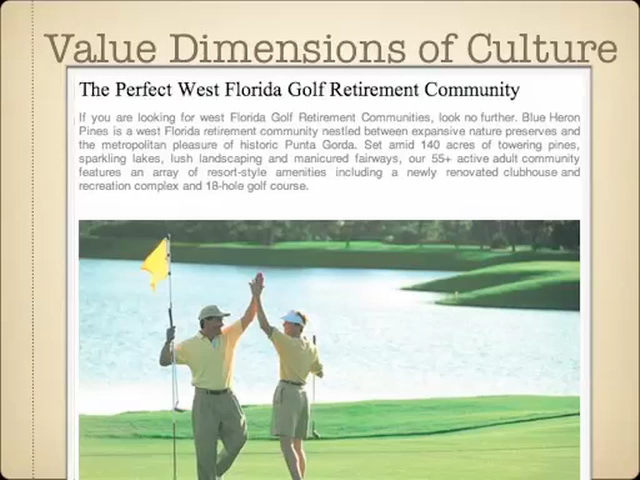 Value Dimensions of Culture
The Perfect West Florida Golf Retirement Community
If you are looking for west Florida Golf Retirement Communities, look no further. Blue Heron
Pines is a west Florida retirement community nestled between expansive nature preserves and
the metropolitan pleasure of historic Punta Gorda. Set amid 140 acres of towering pines,
sparkling lakes, lush landscaping and manicured fairways, our 55+ active adult community
features an array of resort-style amenities including a newly renovated clubhouse and
recreation complex and 18-hole golf course.